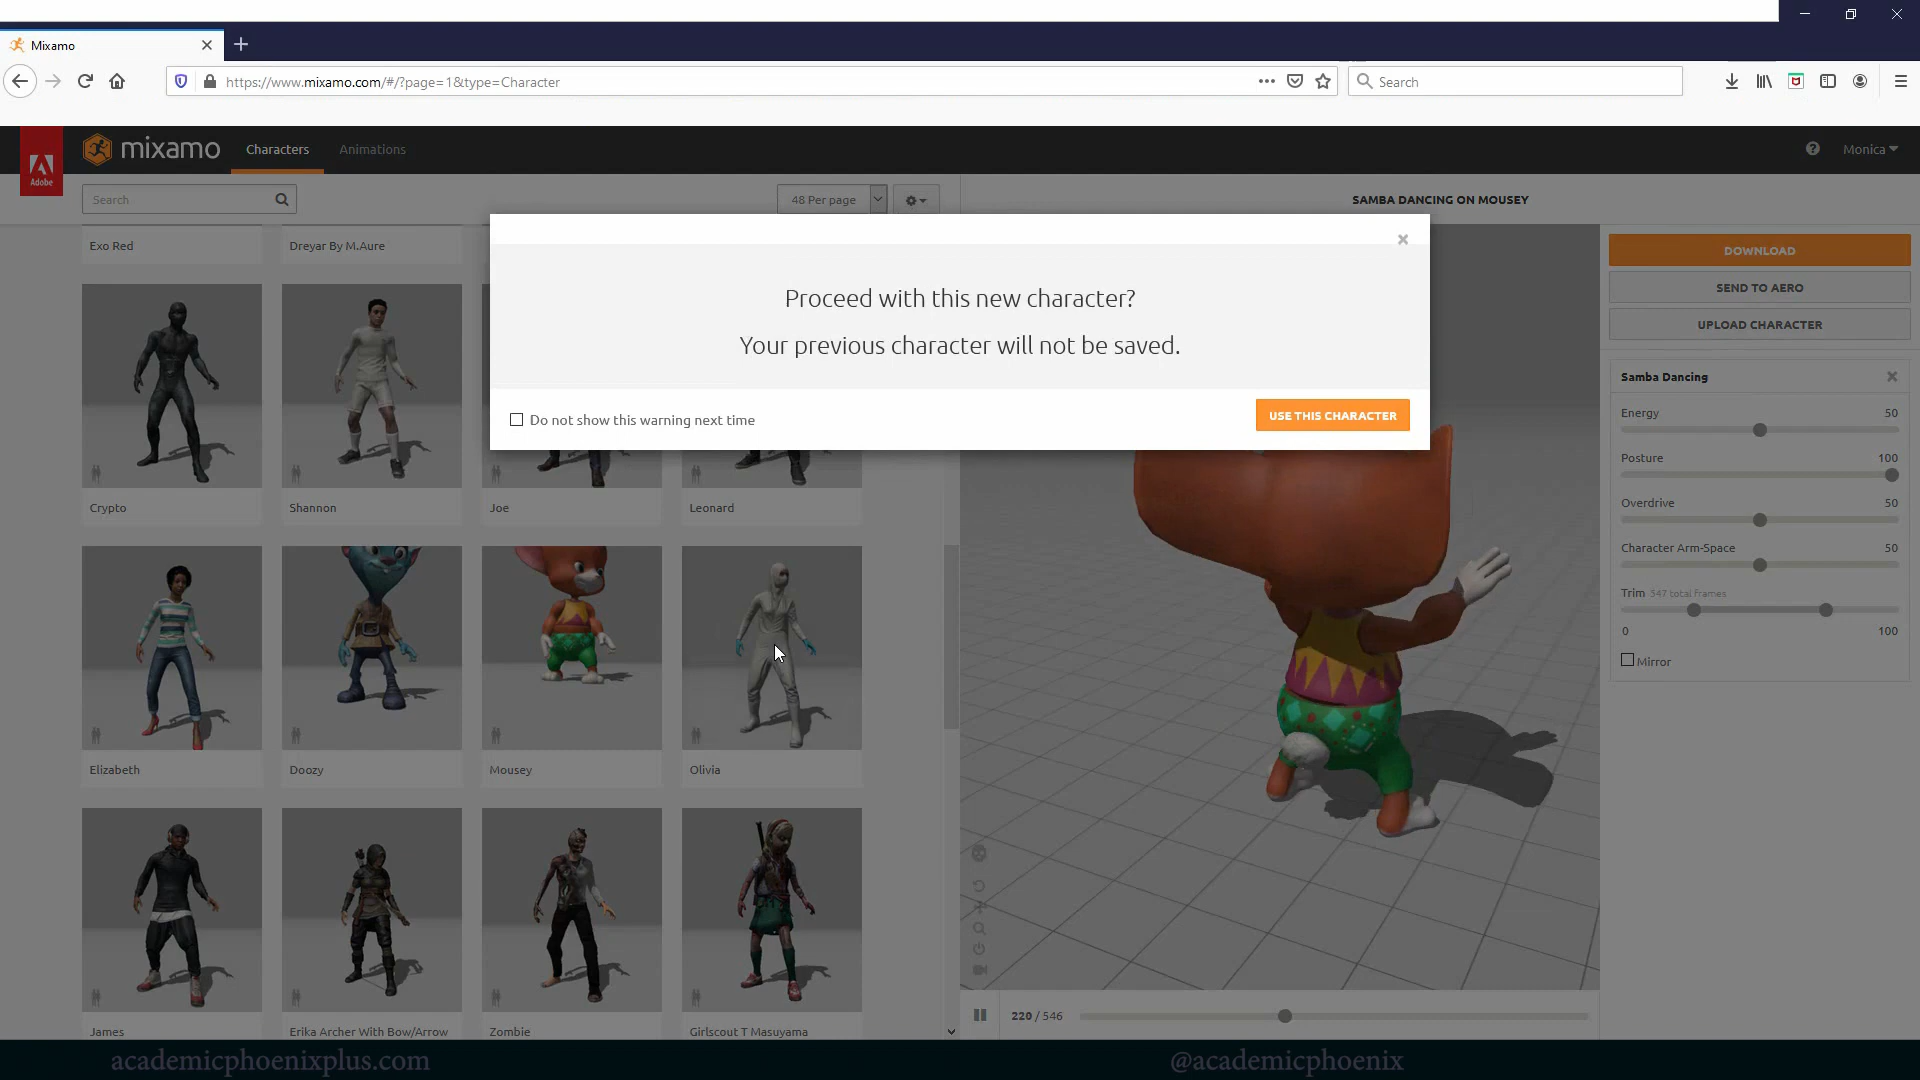 Mixamo
https://www.mixamo.com/#/?page=1&type=Character
Search
Adobe
mixamo
Characters
Animations
Monica
Search
48 Per page
SAMBA DANCING ON MOUSEY
Exo Red
Dreyar By M.Aure
Proceed with this new character?
Your previous character will not be saved.
Do not show this warning next time
USE THIS CHARACTER
DOWNLOAD
SEND TO AERO
UPLOAD CHARACTER
Samba Dancing
Energy 50
Posture 100
Overdrive 50
Character Arm-Space 50
Trim 547 total frames
0 100
Mirror
Crypto
Shannon
Joe
Leonard
Elizabeth
Doozy
Mousey
Olivia
James
Erika Archer With Bow/Arrow
Zombie
Girlscout T Masuyama
220 / 546
academicphoenixplus.com
@academicphoenix